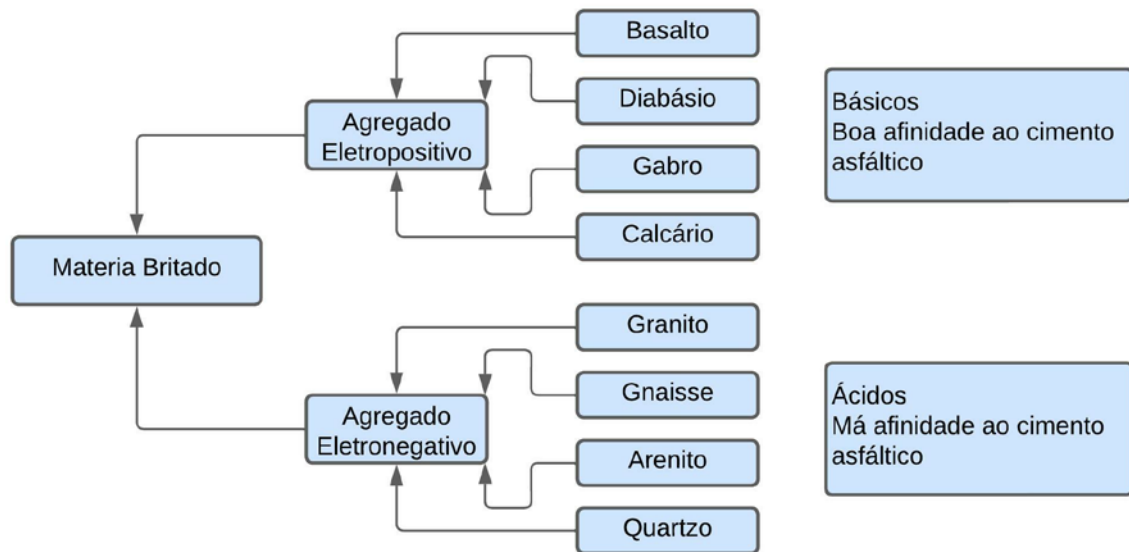 Basalto
Diabásio
Agregado
Eletropositivo
Gabro
Calcário
Básicos
Boa afinidade ao cimento
asfáltico
Materia Britado
Granito
Gnaisse
Agregado
Eletronegativo
Arenito
Quartzo
Ácidos
Má afinidade ao cimento
asfáltico